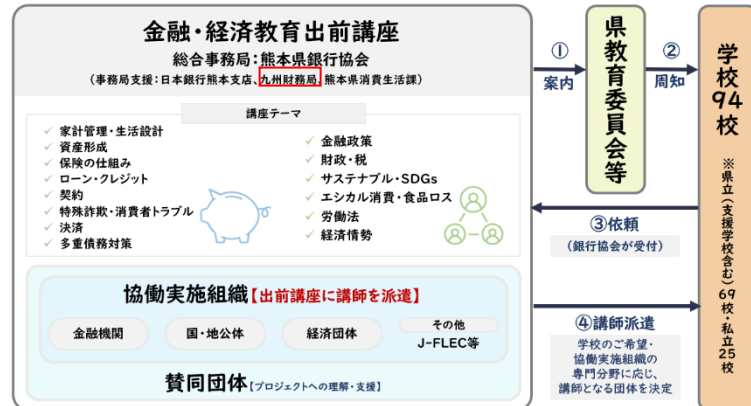 金融・経済教育出前講座
総合事務局:熊本県銀行協会
(事務局支援:日本銀行熊本支店、九州財務局、熊本県消費生活課)
講座テーマ
✓ 家計管理・生活設計
✓ 資産形成
✓ 保険の仕組み
✓ ローン・クレジット
✓ 契約
✓ 特殊詐欺・消費者トラブル
✓ 決済
✓ 多重債務対策
✓ 金融政策
✓ 財政・税
✓ サステナブル・SDGs
✓ エシカル消費・食品ロス
✓ 労働法
✓ 経済情勢
協働実施組織【出前講座に講師を派遣】
金融機関
国・地公体
経済団体
その他
J-FLEC等
賛同団体【プロジェクトへの理解・支援】
①
案内
県教育委員会等
②
周知
③依頼
(銀行協会が受付)
④講師派遣
学校のご希望・
協働実施組織の
専門分野に応じ、
講師となる団体を決定
学校94校
※県立(支援学校含む)69校・私立25校